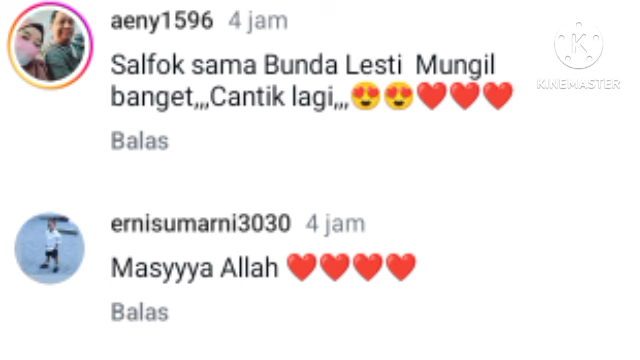 aeny1596 4 jam
Salfok sama Bunda Lesti Mungil
banget,,,Cantik lagi,,,😍😍❤️❤️❤️
Balas
KINEMASTER
ernisumarni3030 4 jam
Masyyya Allah ❤️❤️❤️❤️
Balas